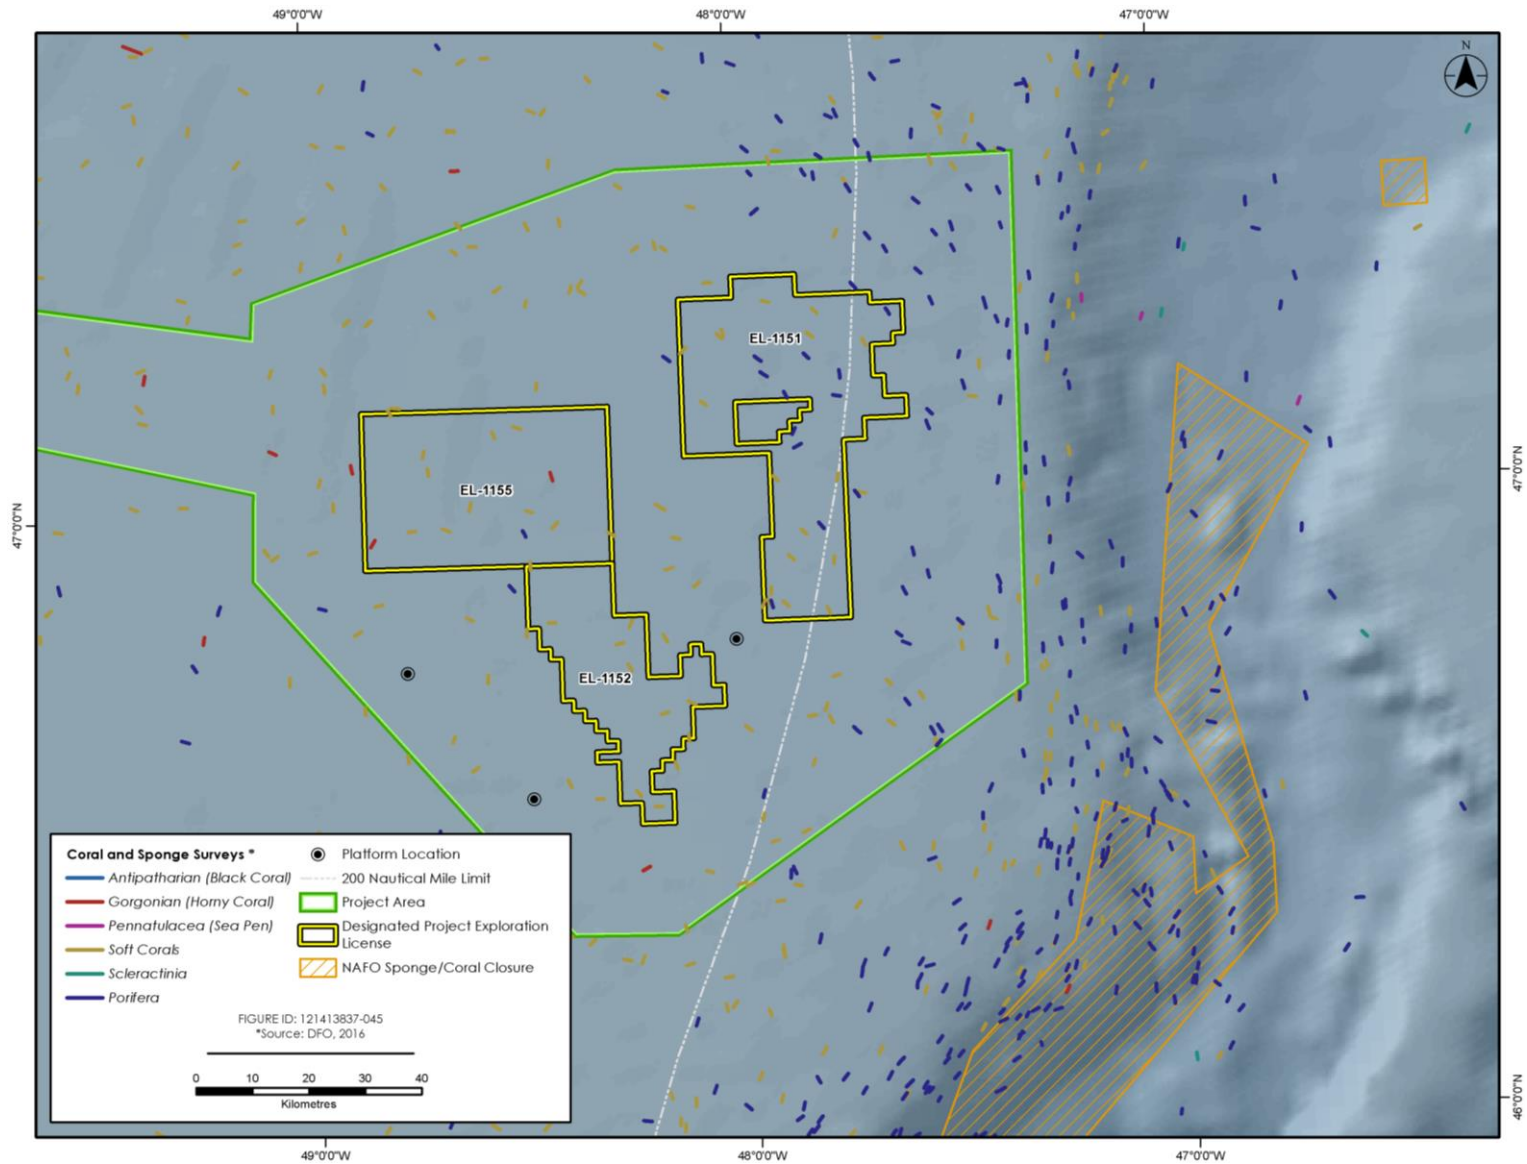 49°0'0"W 48°0'0"W 47°0'0"W
N
EL-1151
47°0'0"N
EL-1155
47°0'0"N
EL-1152
Coral and Sponge Surveys *
Antipatharian (Black Coral)
Gorgonian (Horny Coral)
Pennatulacea (Sea Pen)
Soft Corals
Scleractinia
Porifera
Platform Location
200 Nautical Mile Limit
Project Area
Designated Project Exploration
License
NAFO Sponge/Coral Closure
FIGURE ID: 121413837-045
*Source: DFO, 2016
0 10 20 30 40
Kilometres
46°0'0"N
49°0'0"W 48°0'0"W 47°0'0"W